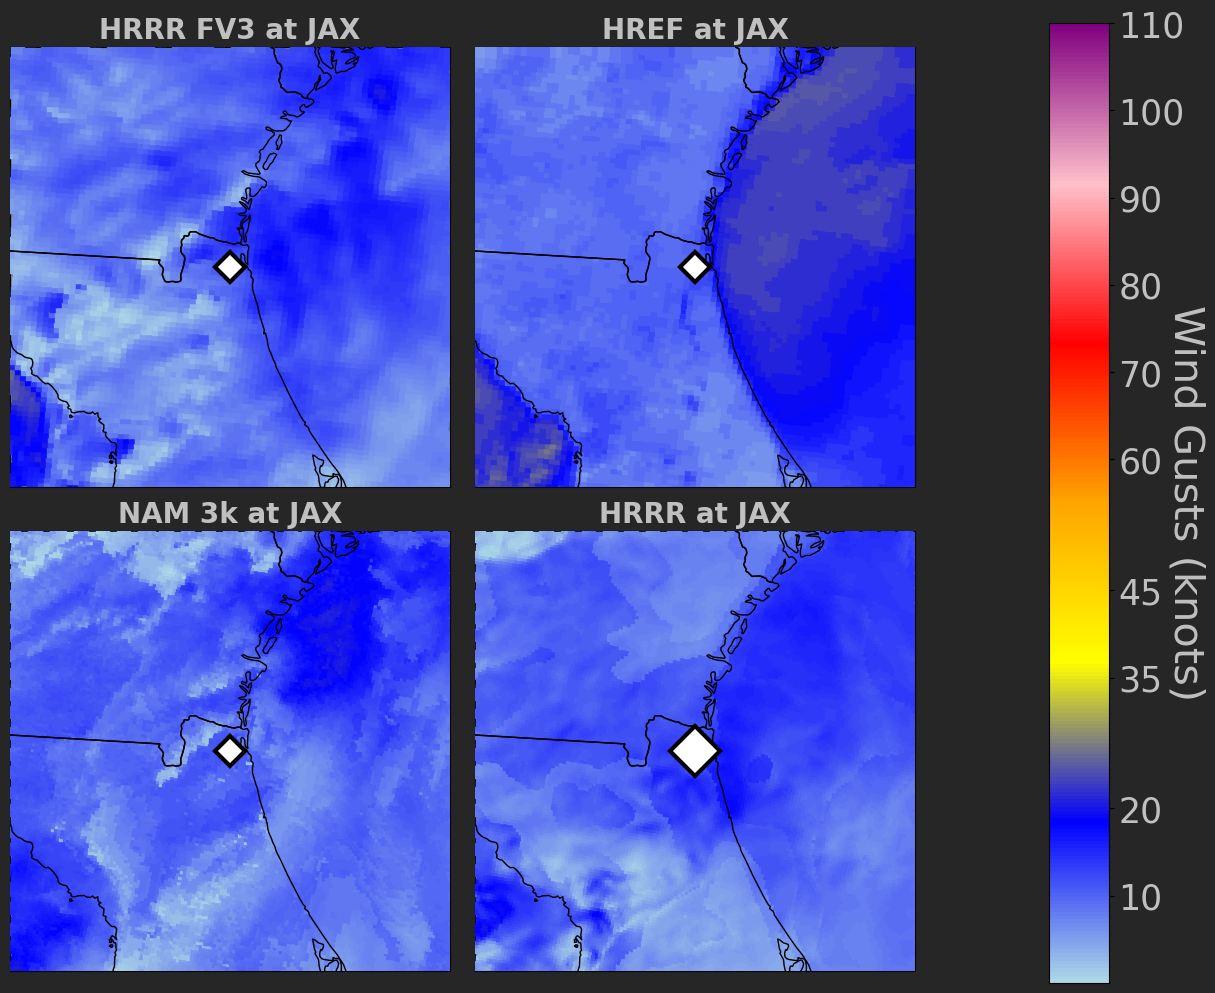 HRRR FV3 at JAX
HREF at JAX
NAM 3k at JAX
HRRR at JAX
110
100
90
80
70
60
45
35
20
10
Wind Gusts (knots)